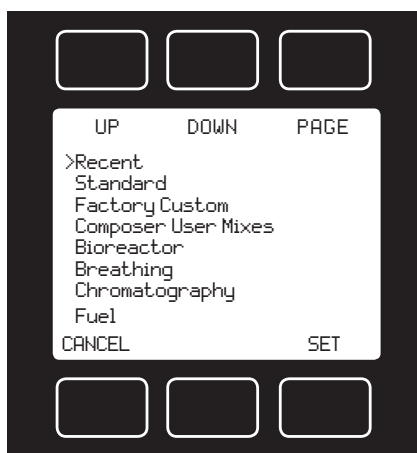 UP DOWN PAGE
>Recent
Standard
Factory Custom
Composer User Mixes
Bioreactor
Breathing
Chromatography
Fuel
CANCEL SET